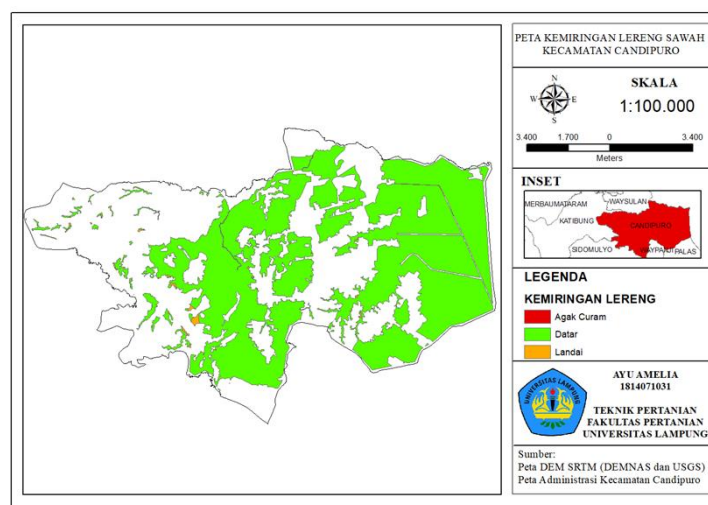 PETA KEMIRINGAN LERENG SAWAH
KECAMATAN CANDIPURO
N
W
E
S
SKALA
1:100.000
3.400 1.700 0 3.400
Meters
INSET
MERBAUMATARAM
WAYSULAN
KATIBUNG
CANDIPURO
SIDOMULYO
WAYPANJI
PALAS
LEGENDA
KEMIRINGAN LERENG
Agak Curam
Datar
Landai
UNIVERSITAS LAMPUNG
AYU AMELIA
1814071031
TEKNIK PERTANIAN
FAKULTAS PERTANIAN
UNIVERSITAS LAMPUNG
Sumber:
Peta DEM SRTM (DEMNAS dan USGS)
Peta Administrasi Kecamatan Candipuro